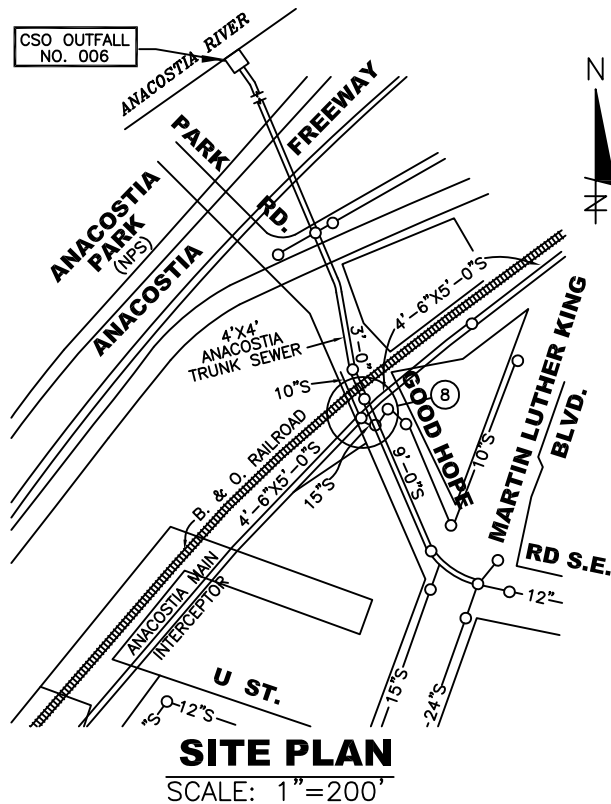 CSO OUTFALL
NO. 006
ANACOSTIA RIVER
N
PARK
RD.
FREEWAY
ANACOSTIA
PARK
(NPS)
ANACOSTIA
4'-6"X5'-0"S
4'X4'
ANACOSTIA
TRUNK SEWER
3'-0"
10"S
8
GOOD HOPE
MARTIN LUTHER KING
BLVD.
10"S
B. & O. RAILROAD
4'-6"X5'-0"S
15"S
9'-0"S
RD S.E.
12"
ANACOSTIA MAIN
INTERCEPTOR
U ST.
15"S
24"S
12"S
"S
SITE PLAN
SCALE: 1"=200'